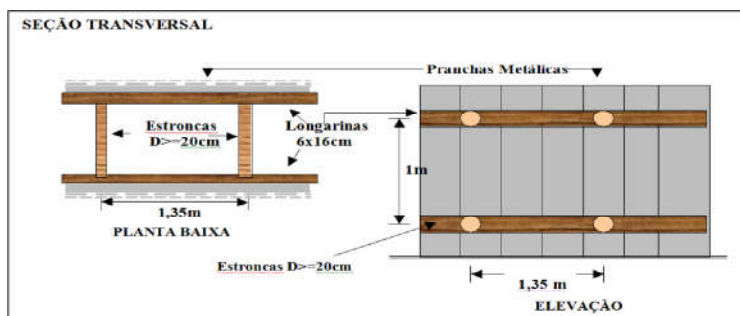 SEÇÃO TRANSVERSAL
Pranchas Metálicas
Estroncas
D>=20cm
Longarinas
6x16cm
1m
1,35m
PLANTA BAIXA
Estroncas D>=20cm
1,35 m
ELEVAÇÃO